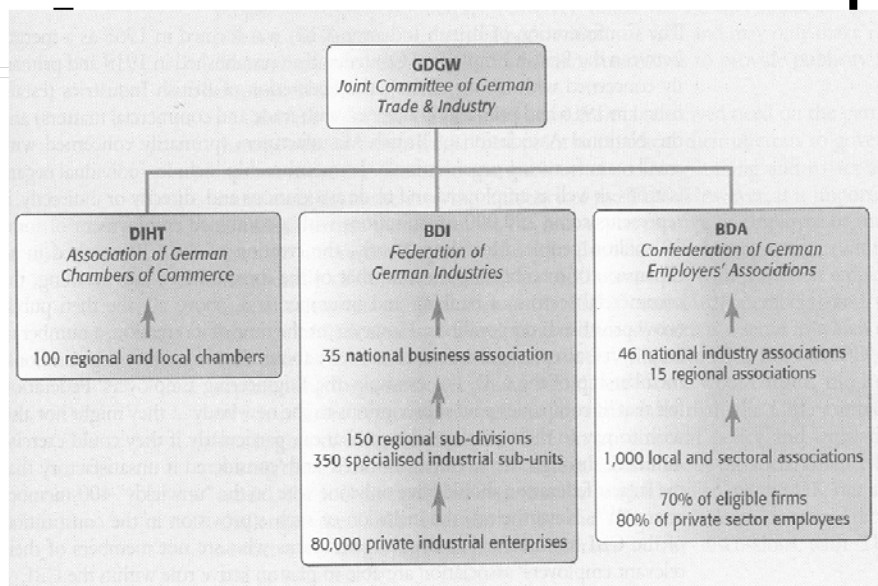 GDGW
Joint Committee of German
Trade & Industry
DIHT
Association of German
Chambers of Commerce
100 regional and local chambers
BDI
Federation of
German Industries
35 national business association
150 regional sub-divisions
350 specialised industrial sub-units
80,000 private industrial enterprises
BDA
Confederation of German
Employers' Associations
46 national industry associations
15 regional associations
1,000 local and sectoral associations
70% of eligible firms
80% of private sector employees